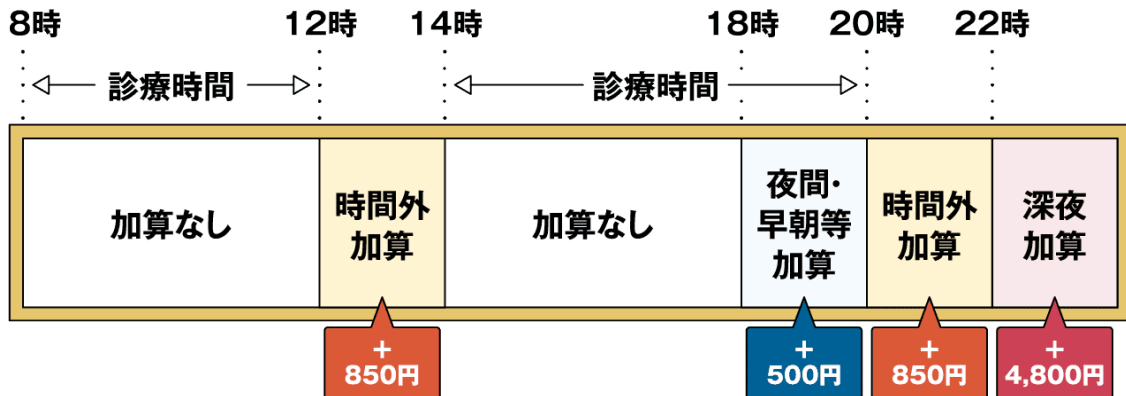 8時 12時 14時 18時 20時 22時
診療時間 診療時間
加算なし
時間外
加算
加算なし
夜間・
早朝等
加算
時間外
加算
深夜
加算
+
850円
+
500円
+
850円
+
4,800円